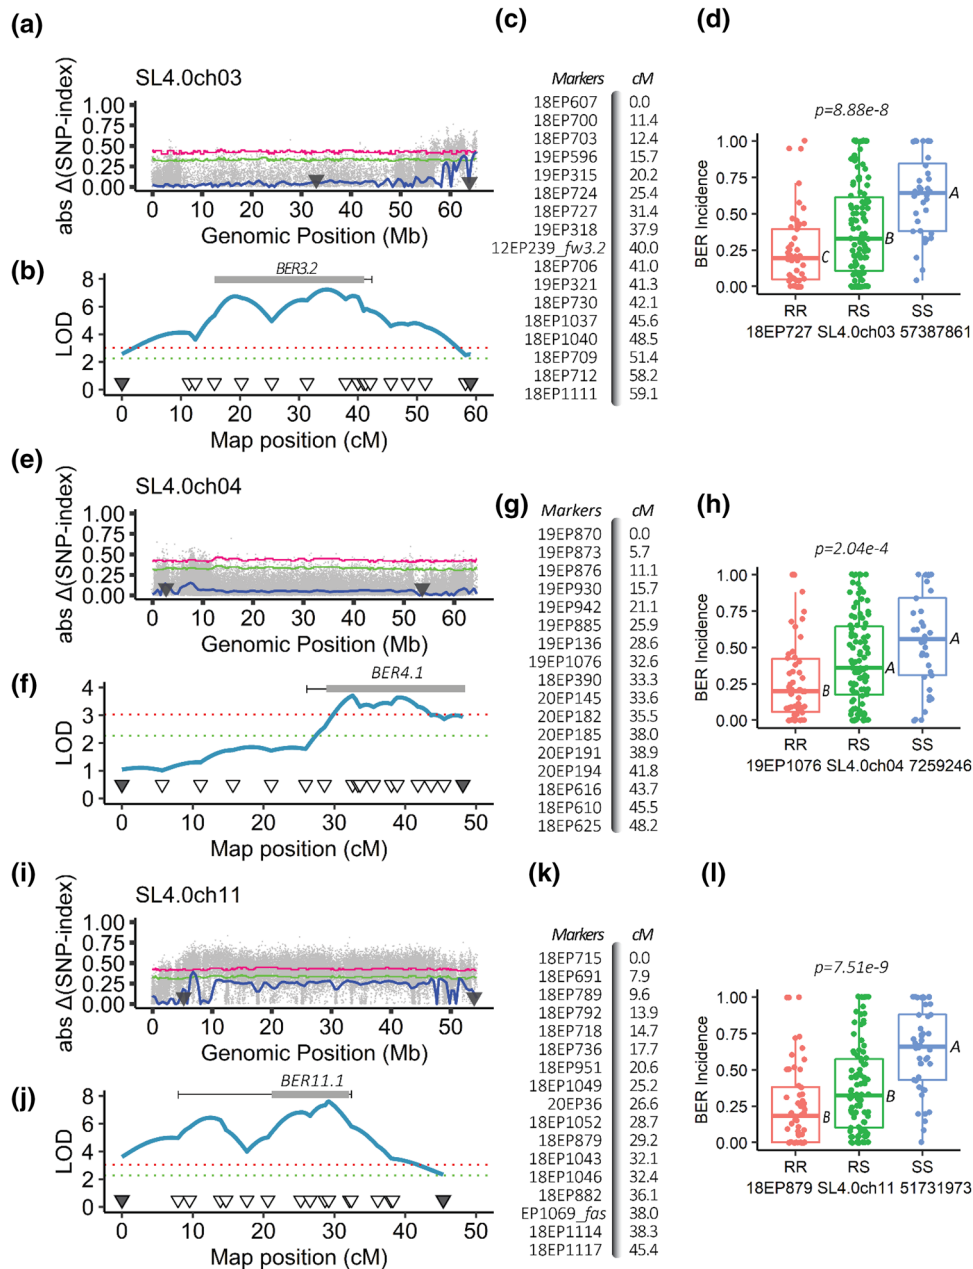 (a)
SL4.0ch03
abs Δ(SNP-index)
1.00
0.75
0.50
0.25
0.00
0 10 20 30 40 50 60
Genomic Position (Mb)
(b)
BER3.2
LOD
8
6
4
2
0
0 10 20 30 40 50 60
Map position (cM)
(c)
Markers cM
18EP607 0.0
18EP700 11.4
18EP703 12.4
19EP596 15.7
19EP315 20.2
18EP724 25.4
18EP727 31.4
19EP318 37.9
12EP239_fw3.2 40.0
18EP706 41.0
19EP321 41.3
18EP730 42.1
18EP1037 45.6
18EP1040 48.5
18EP709 51.4
18EP712 58.2
18EP1111 59.1
(d)
p=8.88e-8
BER Incidence
1.00
0.75
0.50
0.25
0.00
C
B
A
RR RS SS
18EP727 SL4.0ch03 57387861
(e)
SL4.0ch04
abs Δ(SNP-index)
1.00
0.75
0.50
0.25
0.00
0 10 20 30 40 50 60
Genomic Position (Mb)
(f)
BER4.1
LOD
4
3
2
1
0
0 10 20 30 40 50
Map position (cM)
(g)
Markers cM
19EP870 0.0
19EP873 5.7
19EP876 11.1
19EP930 15.7
19EP942 21.1
19EP885 25.9
19EP136 28.6
19EP1076 32.6
18EP390 33.3
20EP145 33.6
20EP182 35.5
20EP185 38.0
20EP191 38.9
20EP194 41.8
18EP616 43.7
18EP610 45.5
18EP625 48.2
(h)
p=2.04e-4
BER Incidence
1.00
0.75
0.50
0.25
0.00
B
A
A
RR RS SS
19EP1076 SL4.0ch04 7259246
(i)
SL4.0ch11
abs Δ(SNP-index)
1.00
0.75
0.50
0.25
0.00
0 10 20 30 40 50
Genomic Position (Mb)
(j)
BER11.1
LOD
8
6
4
2
0
0 10 20 30 40 50
Map position (cM)
(k)
Markers cM
18EP715 0.0
18EP691 7.9
18EP789 9.6
18EP792 13.9
18EP718 14.7
18EP736 17.7
18EP951 20.6
18EP1049 25.2
20EP36 26.6
18EP1052 28.7
18EP879 29.2
18EP1043 32.1
18EP1046 32.4
18EP882 36.1
EP1069_fas 38.0
18EP1114 38.3
18EP1117 45.4
(l)
p=7.51e-9
BER Incidence
1.00
0.75
0.50
0.25
0.00
B
B
A
RR RS SS
18EP879 SL4.0ch11 51731973